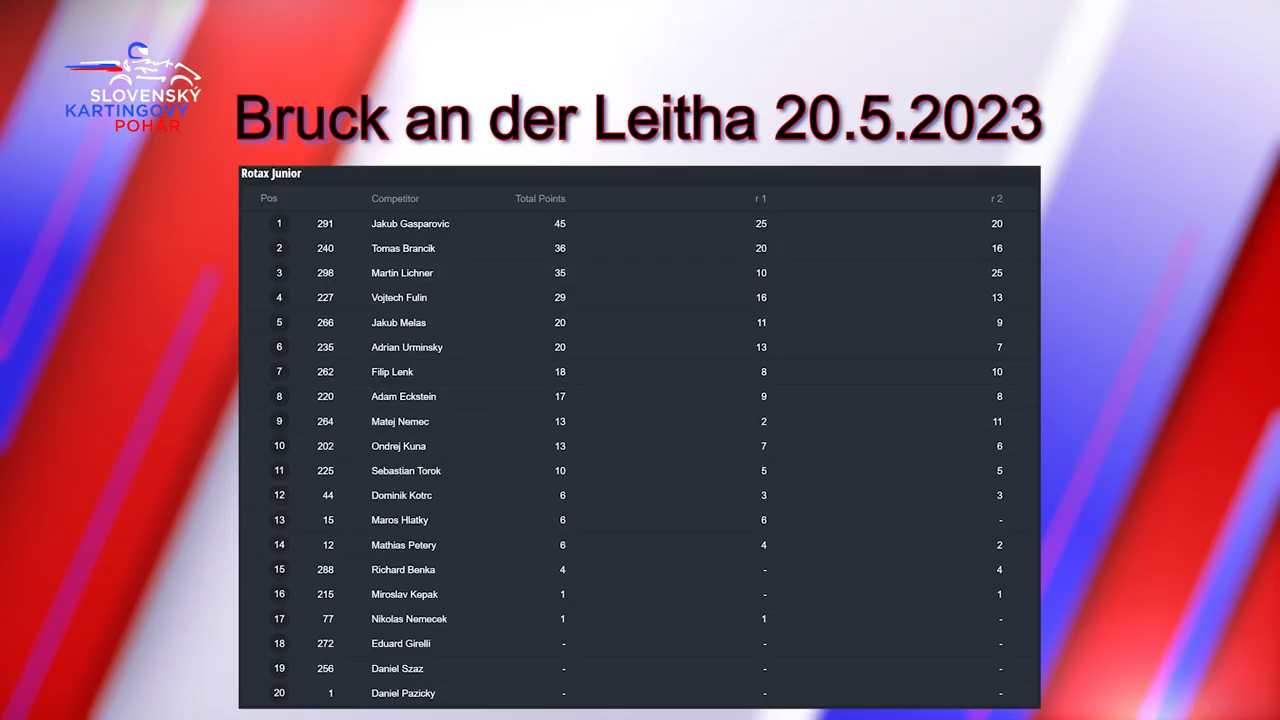 SLOVENSKÝ
KARTINGOVÝ
POHÁR
Bruck an der Leitha 20.5.2023
Rotax Junior
Pos Competitor Total Points r 1 r 2
1 291 Jakub Gasparovic 45 25 20
2 240 Tomas Brancik 36 20 16
3 298 Martin Lichner 35 10 25
4 227 Vojtech Fulin 29 16 13
5 266 Jakub Melas 20 11 9
6 235 Adrian Urminsky 20 13 7
7 262 Filip Lenk 18 8 10
8 220 Adam Eckstein 17 9 8
9 264 Matej Nemec 13 2 11
10 202 Ondrej Kuna 13 7 6
11 225 Sebastian Torok 10 5 5
12 44 Dominik Kotrc 6 3 3
13 15 Maros Hlatky 6 6 -
14 12 Mathias Petery 6 4 2
15 288 Richard Benka 4 - 4
16 215 Miroslav Kepak 1 - 1
17 77 Nikolas Nemecek 1 1 -
18 272 Eduard Girelli - - -
19 256 Daniel Szaz - - -
20 1 Daniel Pazicky - - -